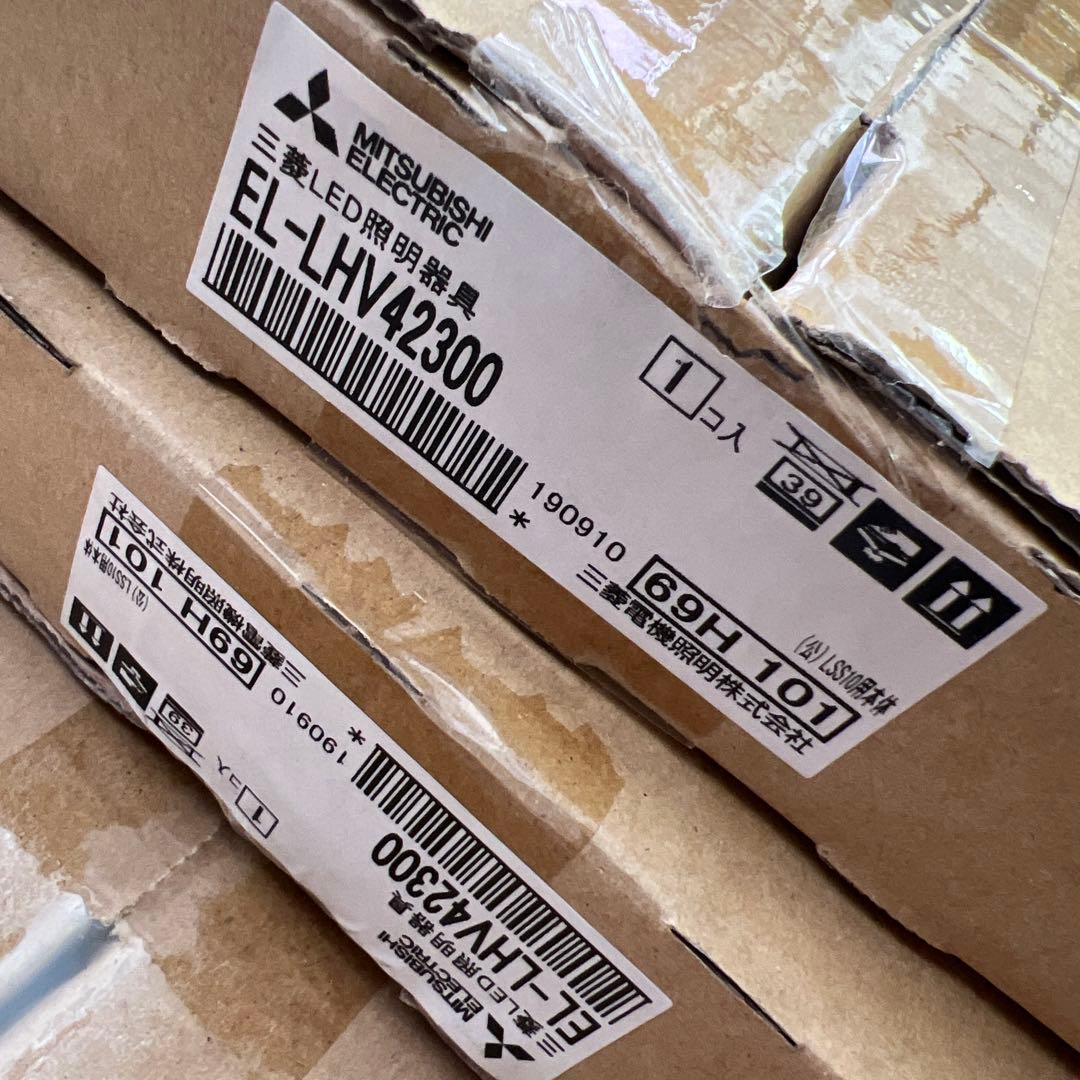 MITSUBISHI
ELECTRIC
三菱LED照明器具
EL-LHV42300
1コ入
39
*
190910
69H 101
(公)LSS10用本体
三菱電機照明株式会社
MITSUBISHI
ELECTRIC
三菱LED照明器具
EL-LHV42300
1コ入
39
*
190910
69H 101
(公)LSS10用本体
三菱電機照明株式会社